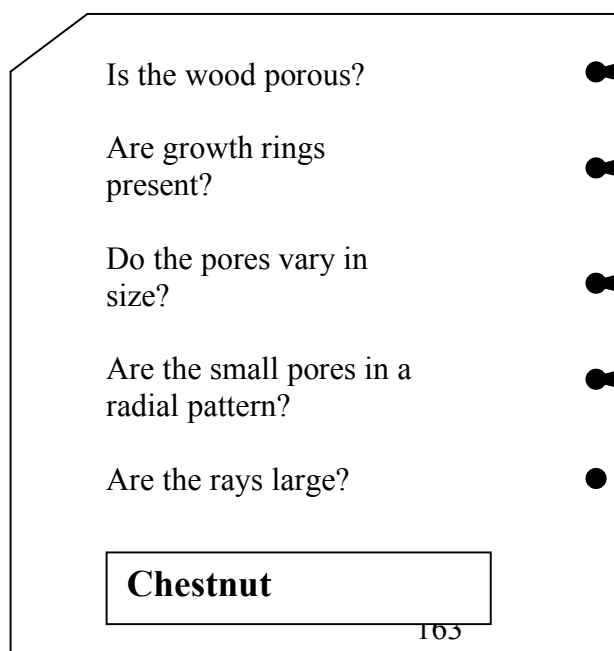 Is the wood porous?
Are growth rings
present?
Do the pores vary in
size?
Are the small pores in a
radial pattern?
Are the rays large?
Chestnut
163